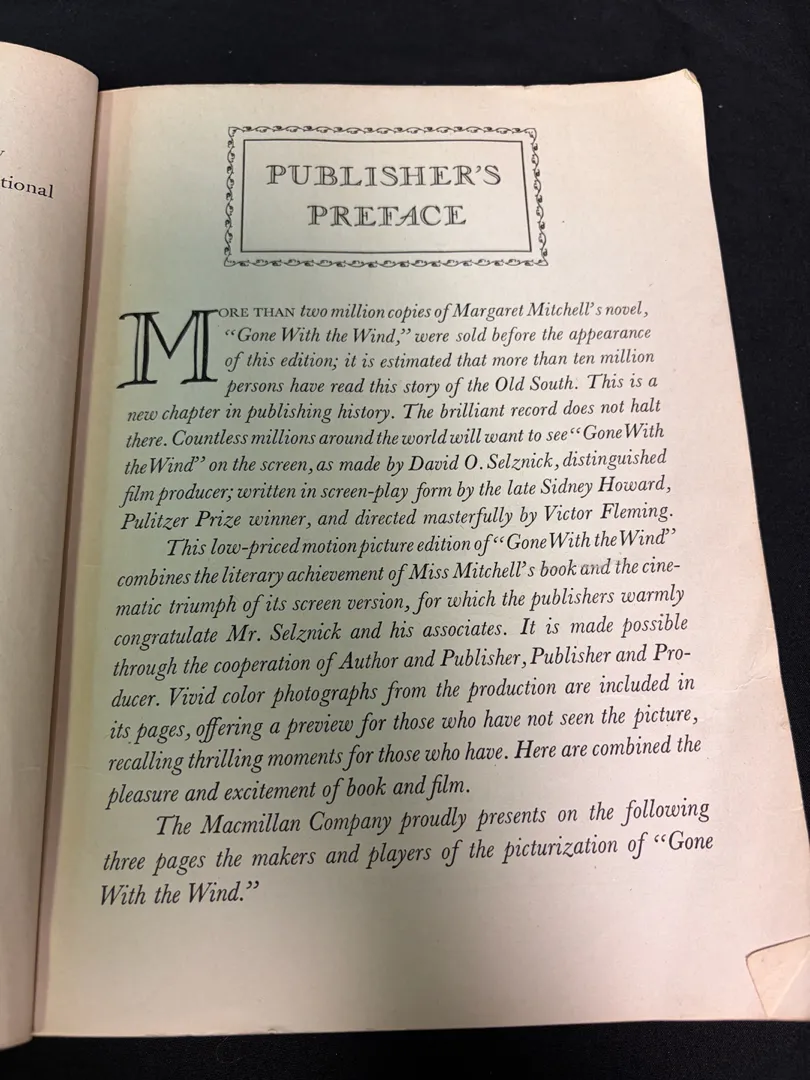 tional
PUBLISHER'S
PREFACE
MORE THAN two million copies of Margaret Mitchell's novel,
“Gone With the Wind,” were sold before the appearance
of this edition; it is estimated that more than ten million
persons have read this story of the Old South. This is a
new chapter in publishing history. The brilliant record does not halt
there. Countless millions around the world will want to see “Gone With
the Wind” on the screen, as made by David O. Selznick, distinguished
film producer; written in screen-play form by the late Sidney Howard,
Pulitzer Prize winner, and directed masterfully by Victor Fleming.
This low-priced motion picture edition of “Gone With the Wind”
combines the literary achievement of Miss Mitchell's book and the cine-
matic triumph of its screen version, for which the publishers warmly
congratulate Mr. Selznick and his associates. It is made possible
through the cooperation of Author and Publisher, Publisher and Pro-
ducer. Vivid color photographs from the production are included in
its pages, offering a preview for those who have not seen the picture,
recalling thrilling moments for those who have. Here are combined the
pleasure and excitement of book and film.
The Macmillan Company proudly presents on the following
three pages the makers and players of the picturization of “Gone
With the Wind.”